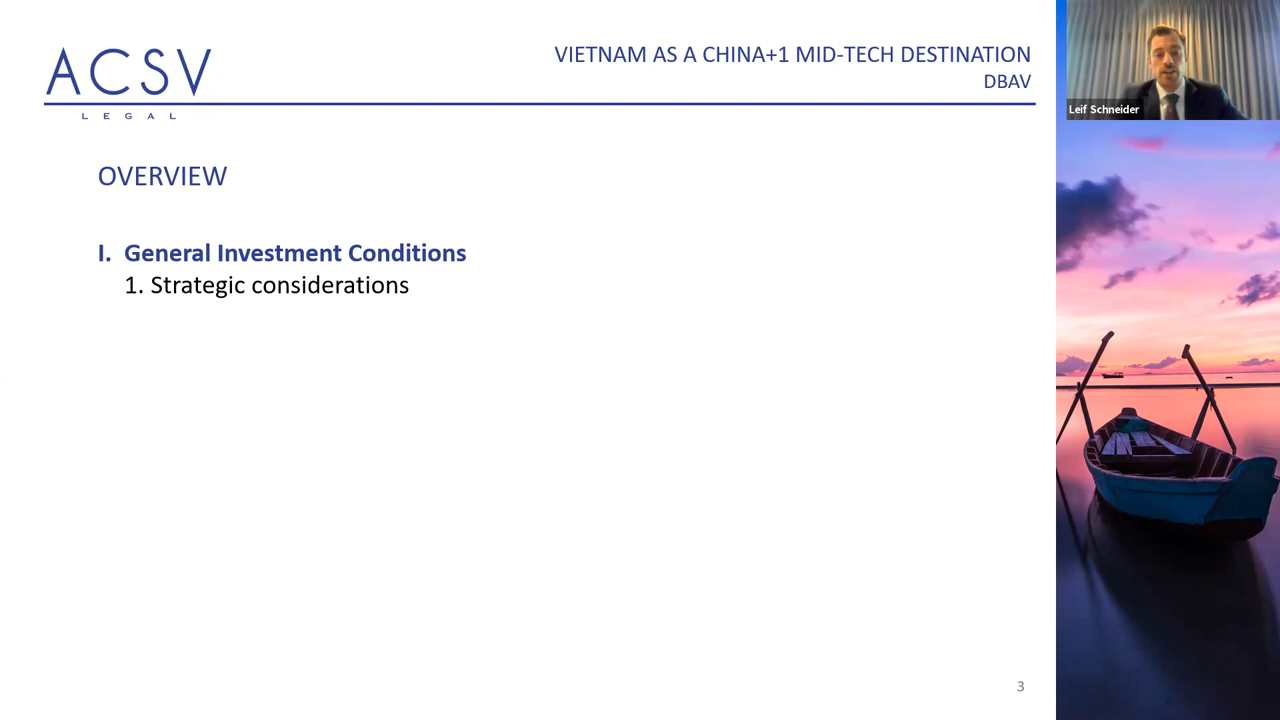 ACSV
LEGAL
VIETNAM AS A CHINA+1 MID-TECH DESTINATION
DBAV
Leif Schneider
OVERVIEW
I. General Investment Conditions
1. Strategic considerations
3